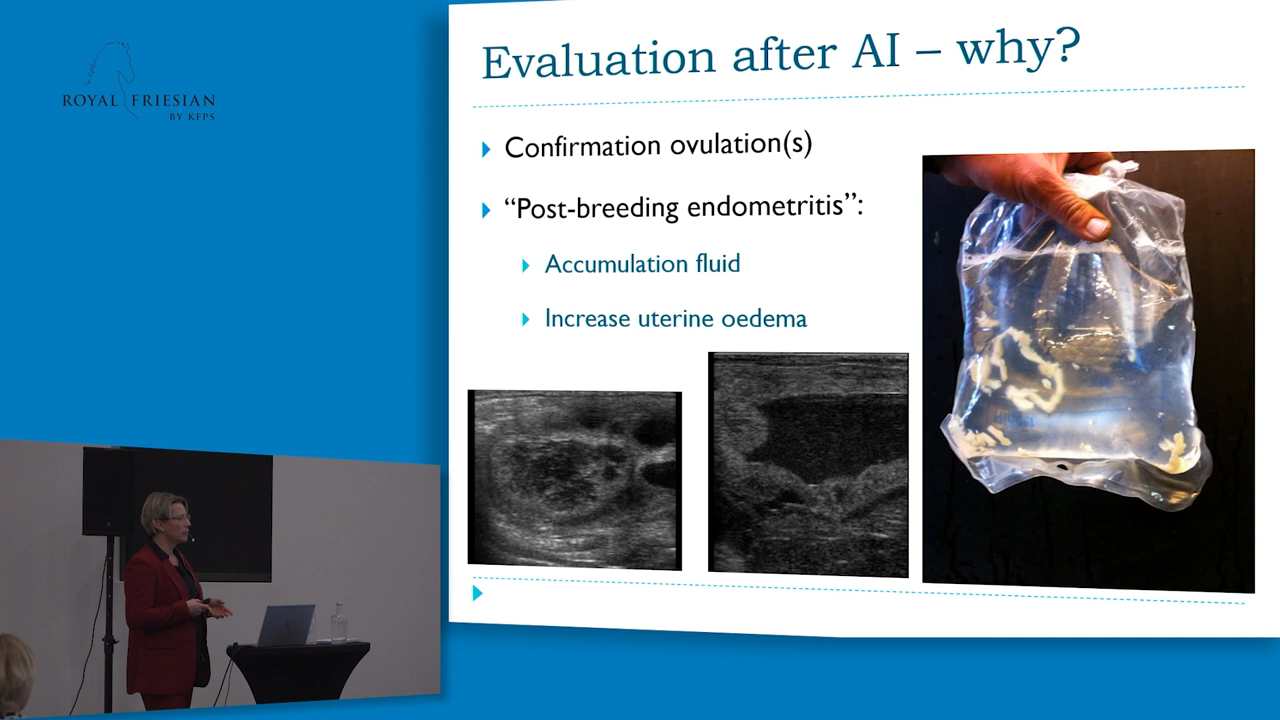 ROYAL FRIESIAN
BY KFPS
Evaluation after AI – why?
Confirmation ovulation(s)
“Post-breeding endometritis”:
Accumulation fluid
Increase uterine oedema